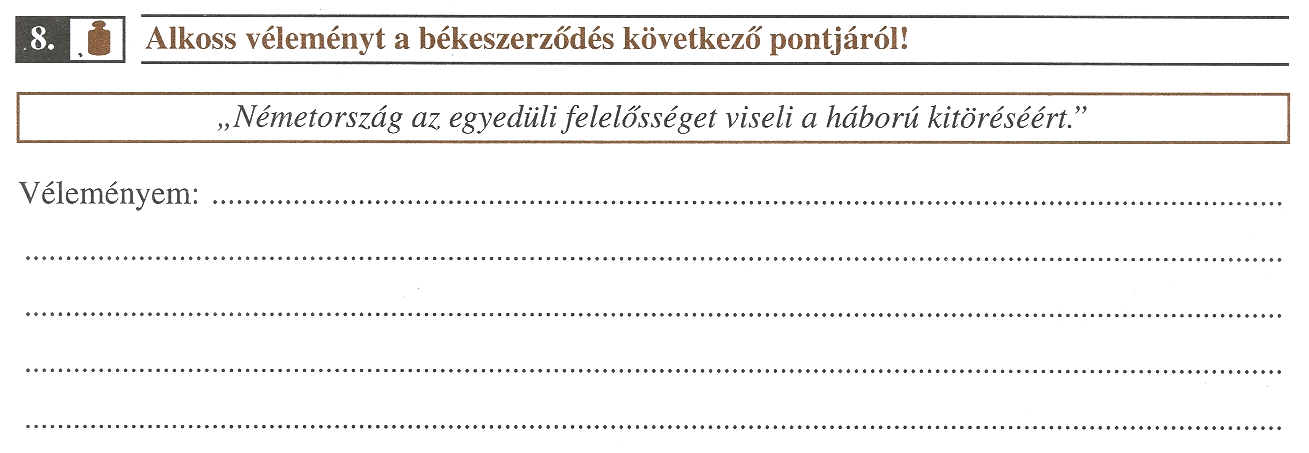 8. Alkoss véleményt a békeszerződés következő pontjáról!
„Németország az egyedüli felelősséget viseli a háború kitöréséért.”
Véleményem: ........................................................................
........................................................................
........................................................................
........................................................................
........................................................................